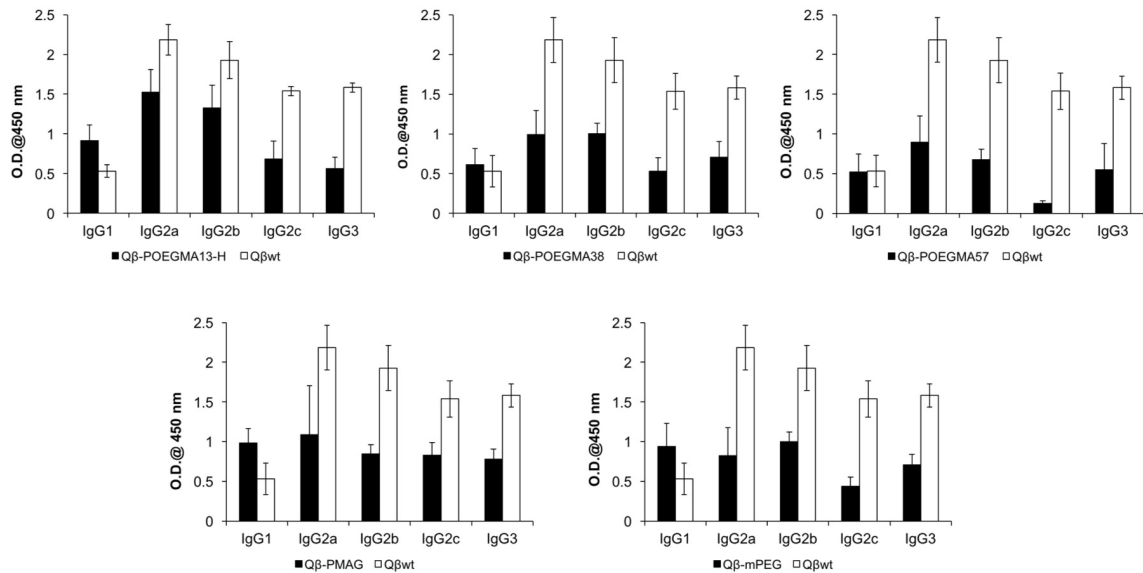 2.5
2
1.5
1
0.5
0
O.D.@450 nm
IgG1 IgG2a IgG2b IgG2c IgG3
Qβ-POEGMA13-H Qβwt
2.5
2
1.5
1
0.5
0
O.D.@450 nm
IgG1 IgG2a IgG2b IgG2c IgG3
Qβ-POEGMA38 Qβwt
2.5
2
1.5
1
0.5
0
O.D.@450 nm
IgG1 IgG2a IgG2b IgG2c IgG3
Qβ-POEGMA57 Qβwt
2.5
2
1.5
1
0.5
0
O.D.@ 450 nm
IgG1 IgG2a IgG2b IgG2c IgG3
Qβ-PMAG Qβwt
2.5
2
1.5
1
0.5
0
O.D.@450 nm
IgG1 IgG2a IgG2b IgG2c IgG3
Qβ-mPEG Qβwt